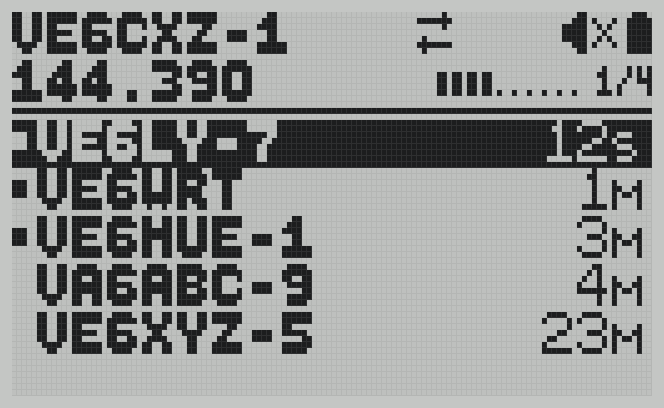 VE6CXZ-1
144.390 1/4
VE6LY-7 12s
VE6WRT 1M
VE6HUE-1 3M
VA6ABC-9 4M
VE6XYZ-5 23M